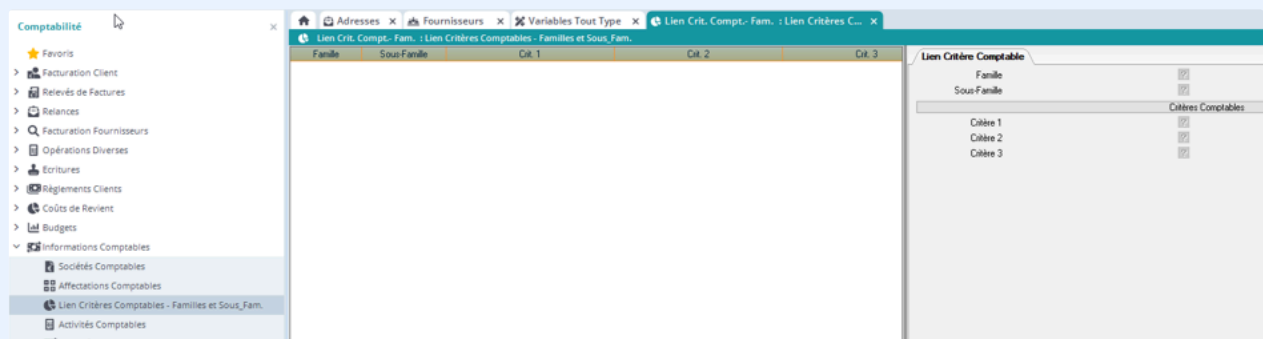 Comptabilité
Favoris
Facturation Client
Relevés de Factures
Relances
Facturation Fournisseurs
Opérations Diverses
Ecritures
Règlements Clients
Coûts de Revient
Budgets
Informations Comptables
Sociétés Comptables
Affectations Comptables
Lien Critères Comptables - Familles et Sous_Fam.
Activités Comptables
Adresses Fournisseurs Variables Tout Type Lien Crit. Compt.- Fam. : Lien Critères C...
Lien Crit. Compt.- Fam. : Lien Critères Comptables - Familles et Sous_Fam.
Famille Sous-Famille Crit. 1 Crit. 2 Crit. 3
Lien Critère Comptable
Famille ?
Sous-Famille ?
Critères Comptables
Critère 1 ?
Critère 2 ?
Critère 3 ?